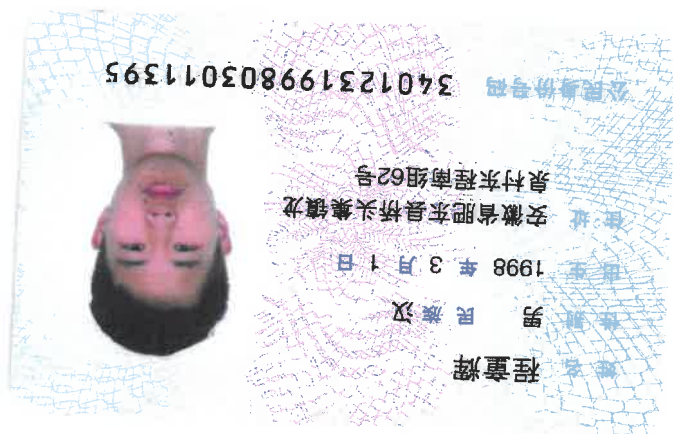 姓名 程童辉
性别 男 民族 汉
出生 1998 年 3 月 1 日
住址 安徽省肥东县桥头集镇龙
泉村东程南组62号
公民身份号码 340123199803011395